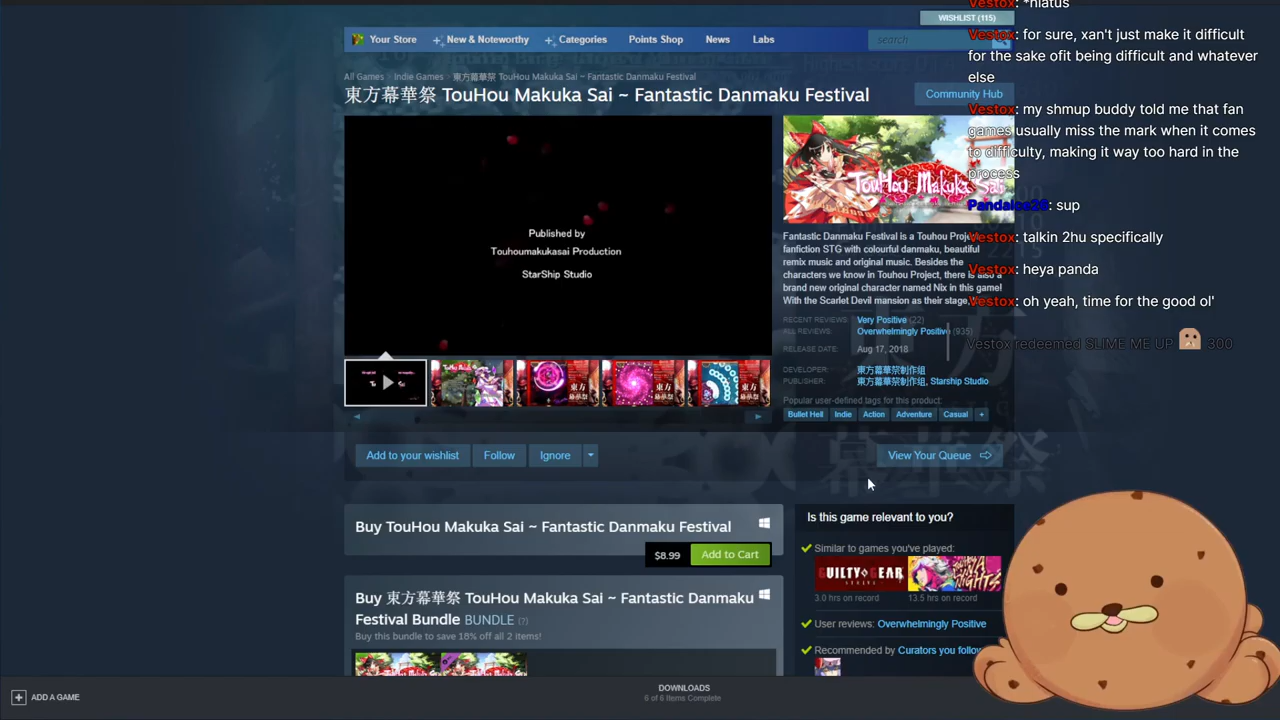 WISHLIST (115)
Your Store
New & Noteworthy
Categories
Points Shop
News
Labs
search
All Games > Indie Games > 東方幕華祭 TouHou Makuka Sai ~ Fantastic Danmaku Festival
東方幕華祭 TouHou Makuka Sai ~ Fantastic Danmaku Festival
Community Hub
Published by
Touhoumakukasai Production
StarShip Studio
TouHou Makuka Sai
Fantastic Danmaku Festival is a Touhou Proj
fanfiction STG with colourful danmaku, beautiful
remix music and original music. Besides the
characters we know in Touhou Project, there is also a
brand new original character named Nix in this game!
With the Scarlet Devil mansion as their stage,
RECENT REVIEWS: Very Positive (22)
ALL REVIEWS: Overwhelmingly Positive (935)
RELEASE DATE: Aug 17, 2018
DEVELOPER: 東方幕華祭制作组
PUBLISHER: 東方幕華祭制作组, Starship Studio
Popular user-defined tags for this product:
Bullet Hell
Indie
Action
Adventure
Casual
+
Add to your wishlist
Follow
Ignore
View Your Queue
Buy TouHou Makuka Sai ~ Fantastic Danmaku Festival
$8.99
Add to Cart
Buy 東方幕華祭 TouHou Makuka Sai ~ Fantastic Danmaku
Festival Bundle BUNDLE (?)
Buy this bundle to save 18% off all 2 items!
Is this game relevant to you?
Similar to games you've played:
GUILTY GEAR
3.0 hrs on record
13.5 hrs on record
User reviews: Overwhelmingly Positive
Recommended by Curators you follow
ADD A GAME
DOWNLOADS
6 of 6 Items Complete
Vestox: *hiatus
Vestox: for sure, xan't just make it difficult
for the sake ofit being difficult and whatever
else
Vestox: my shmup buddy told me that fan
games usually miss the mark when it comes
to difficulty, making it way too hard in the
process
sup
Vestox: talkin 2hu specifically
Vestox: heya panda
Vestox: oh yeah, time for the good ol'
Vestox redeemed SLIME ME UP 300